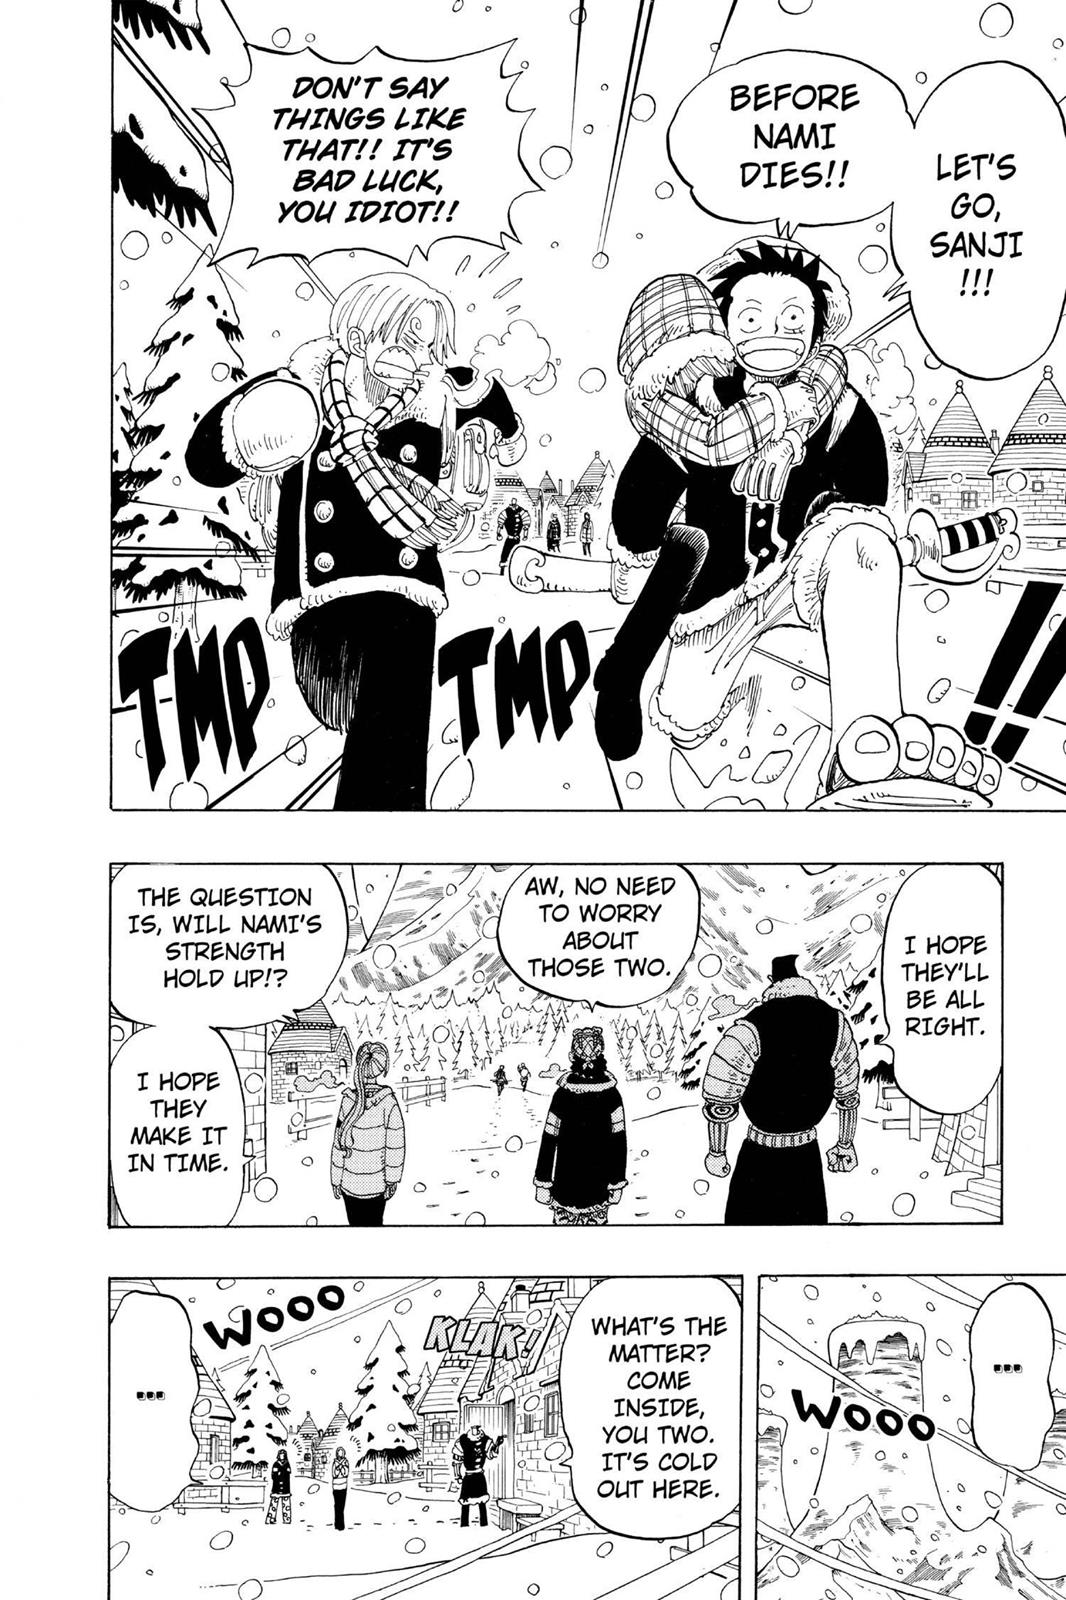 LET'S
GO,
SANJI
!!!
BEFORE
NAMI
DIES!!
DON'T SAY
THINGS LIKE
THAT!! IT'S
BAD LUCK,
YOU IDIOT!!
!!
TMP
TMP
I HOPE
THEY'LL
BE ALL
RIGHT.
AW, NO NEED
TO WORRY
ABOUT
THOSE TWO.
THE QUESTION
IS, WILL NAMI'S
STRENGTH
HOLD UP!?
I HOPE
THEY
MAKE IT
IN TIME.
...
WOOO
WHAT'S THE
MATTER?
COME
INSIDE,
YOU TWO.
IT'S COLD
OUT HERE.
KLAK!
WOOO
...